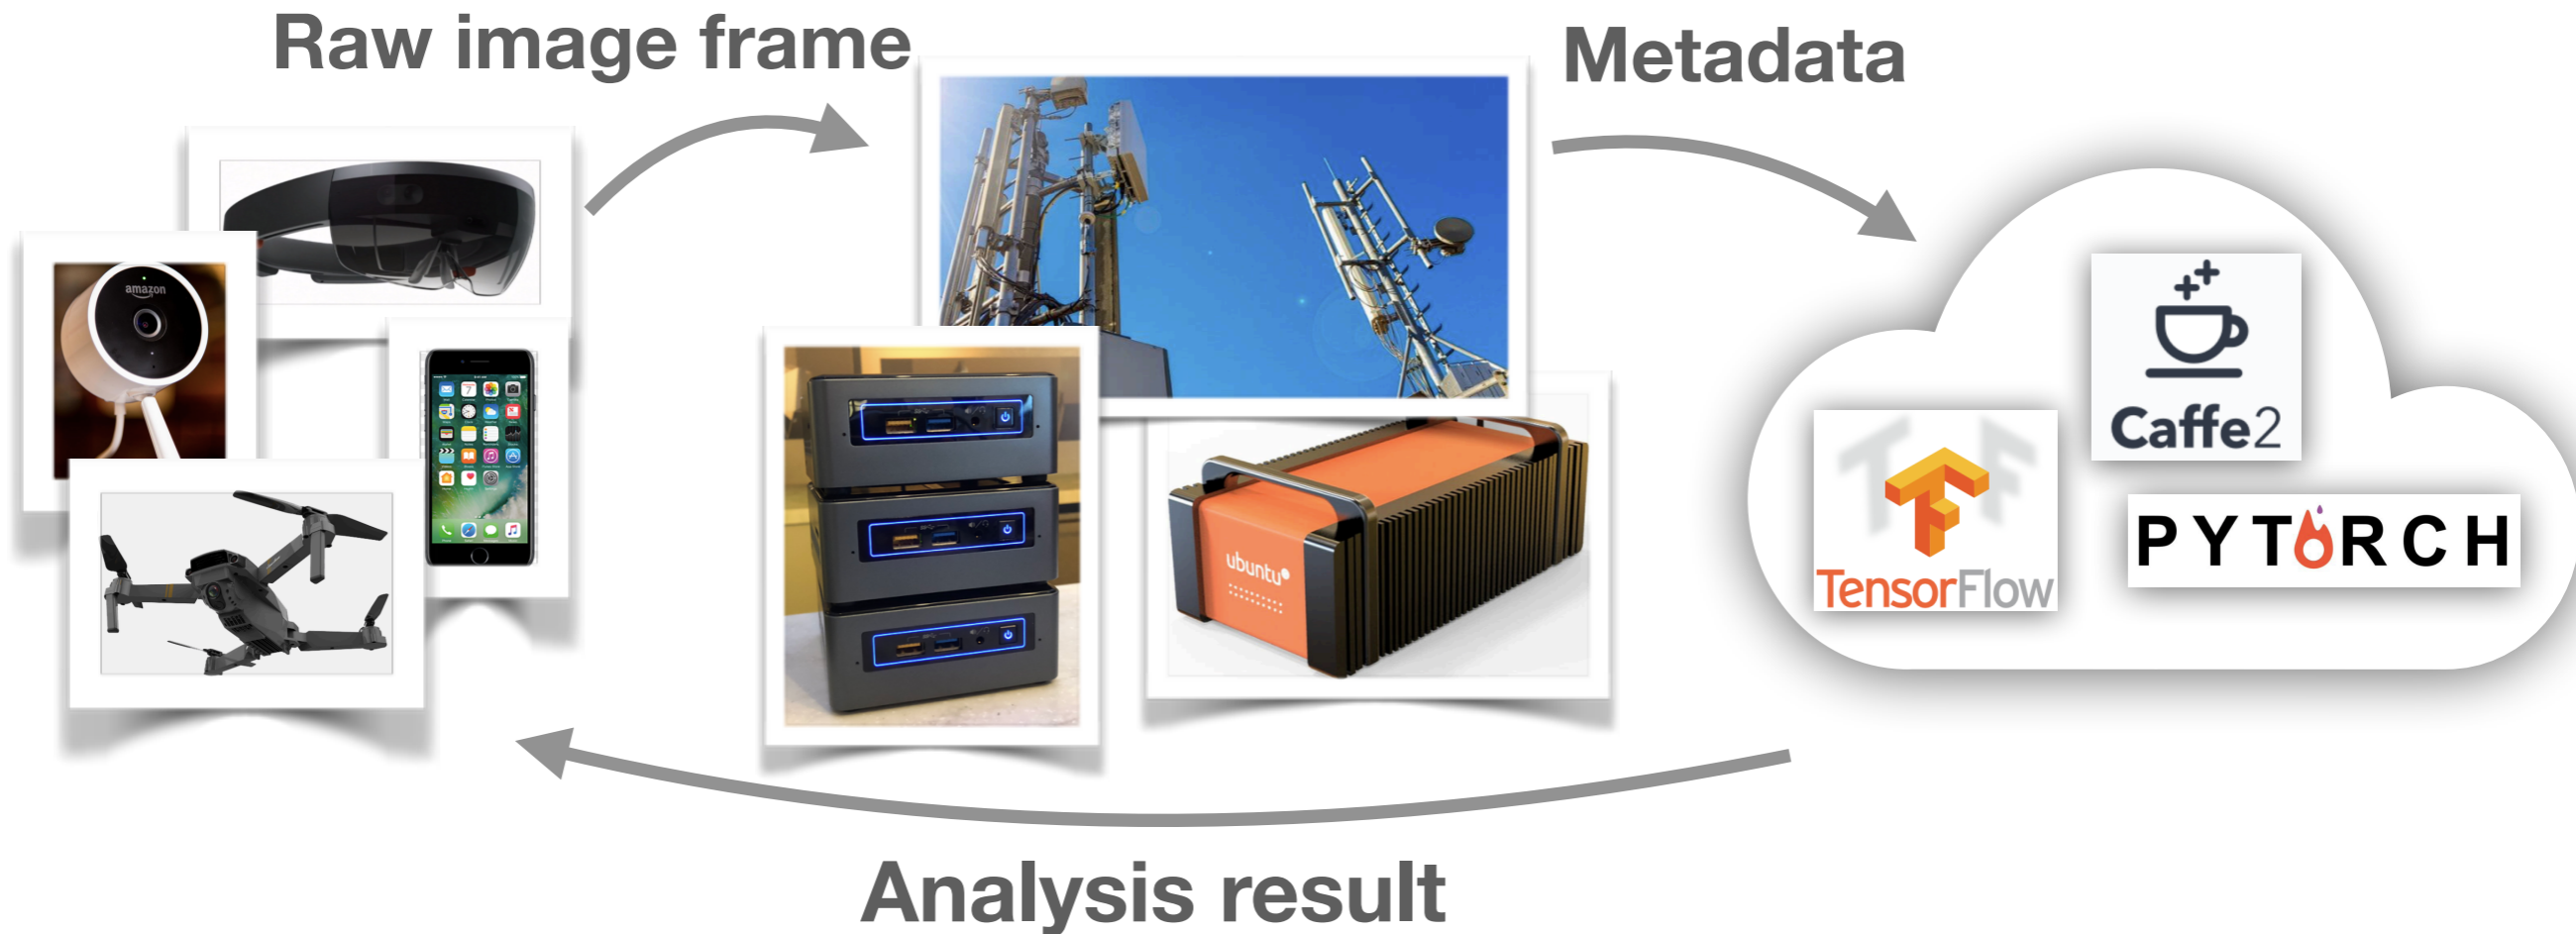 Raw image frame
Metadata
amazon
ubuntu
Caffe2
TensorFlow
PYTORCH
Analysis result